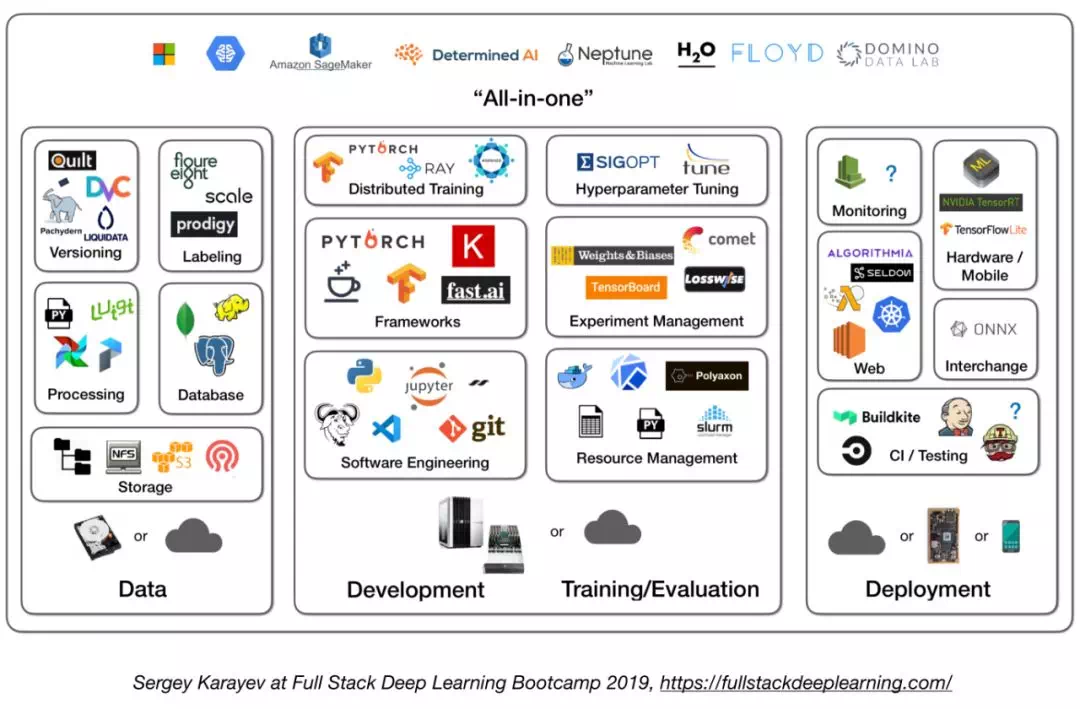 Amazon SageMaker
Determined AI
Neptune
Machine Learning Lab
H2O
FLOYD
DOMINO
DATA LAB
“All-in-one”
Quilt
DVC
Pachyderm
LIQUIDATA
Versioning
figure
eight
scale
prodigy
Labeling
PY
Luigi
Processing
Database
NFS
S3
Storage
or
Data
PYTORCH
RAY
Distributed Training
SIGOPT
tune
Hyperparameter Tuning
PYTORCH
K
fast.ai
Frameworks
Weights & Biases
comet
TensorBoard
LOSSWISE
Experiment Management
jupyter
git
Software Engineering
Polyaxon
PY
slurm
workload manager
Resource Management
or
Development
Training/Evaluation
?
Monitoring
ML
NVIDIA TensorRT
TensorFlowLite
Hardware /
Mobile
ALGORITHMIA
SELDON
Web
ONNX
Interchange
Buildkite
?
CI / Testing
or
or
Deployment
Sergey Karayev at Full Stack Deep Learning Bootcamp 2019, https://fullstackdeeplearning.com/